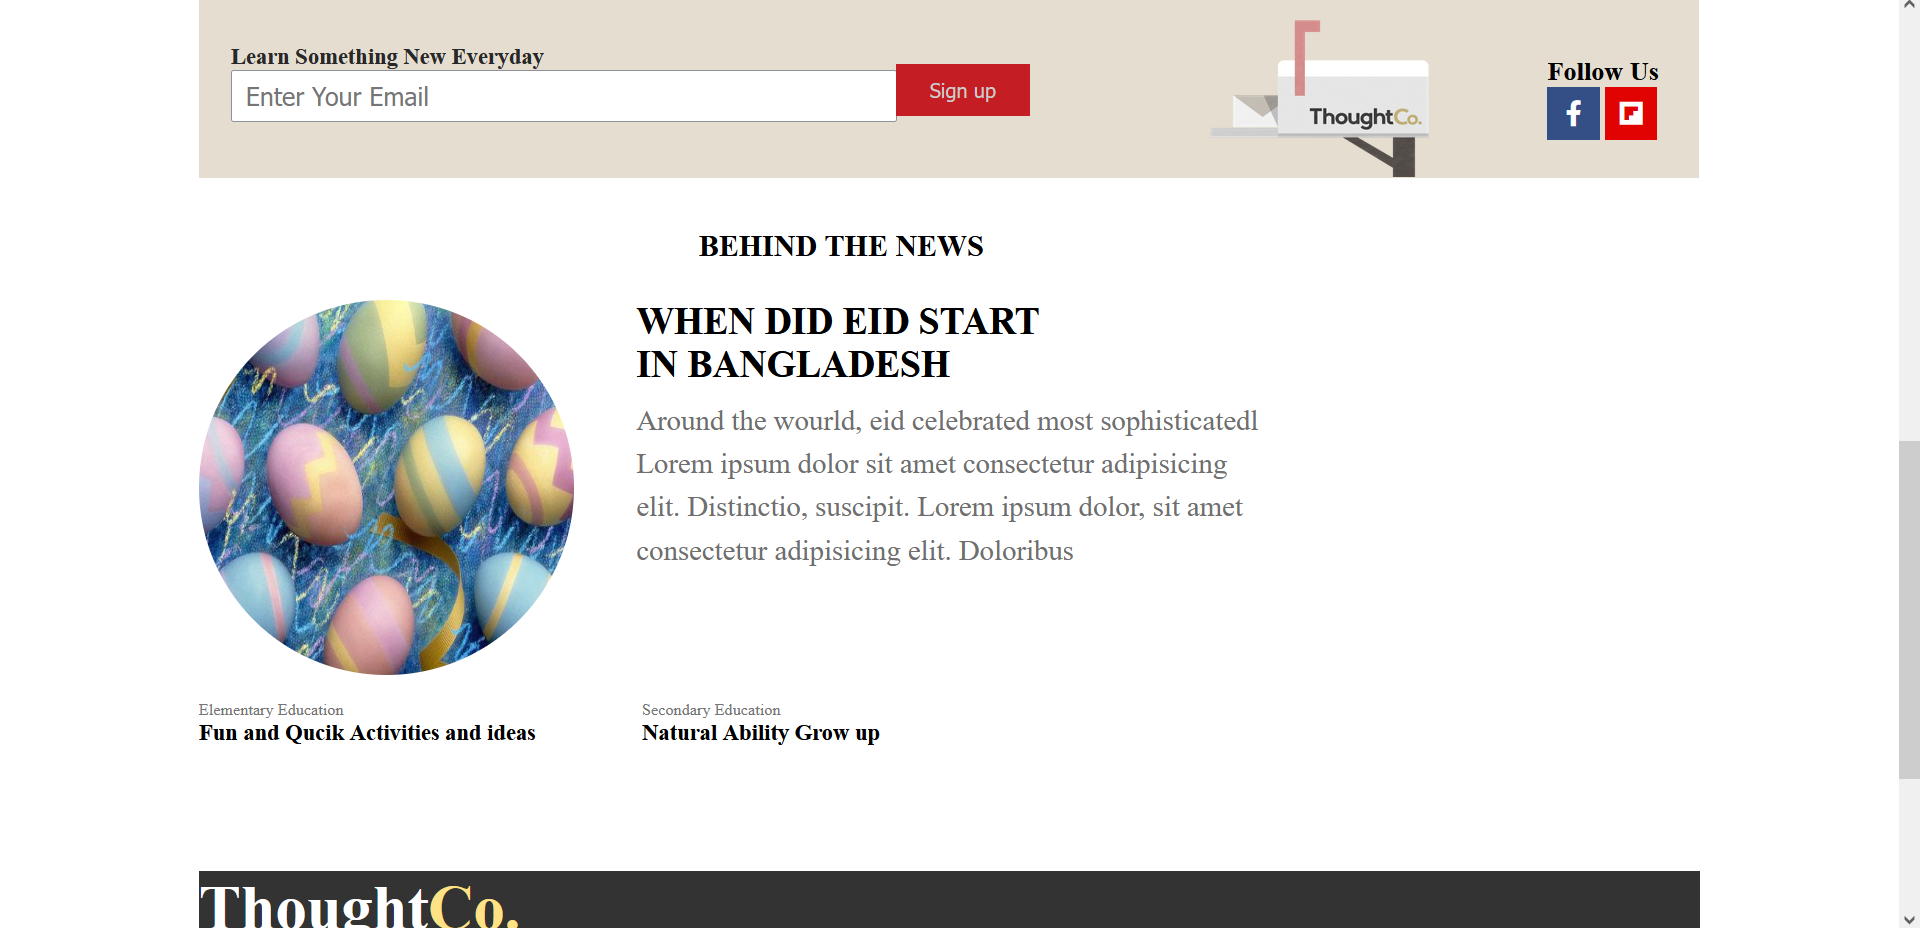 Learn Something New Everyday
Enter Your Email
Sign up
ThoughtCo.
Follow Us
BEHIND THE NEWS
WHEN DID EID START
IN BANGLADESH
Around the wourld, eid celebrated most sophisticatedl
Lorem ipsum dolor sit amet consectetur adipisicing
elit. Distinctio, suscipit. Lorem ipsum dolor, sit amet
consectetur adipisicing elit. Doloribus
Elementary Education
Fun and Qucik Activities and ideas
Secondary Education
Natural Ability Grow up
ThoughtCo.